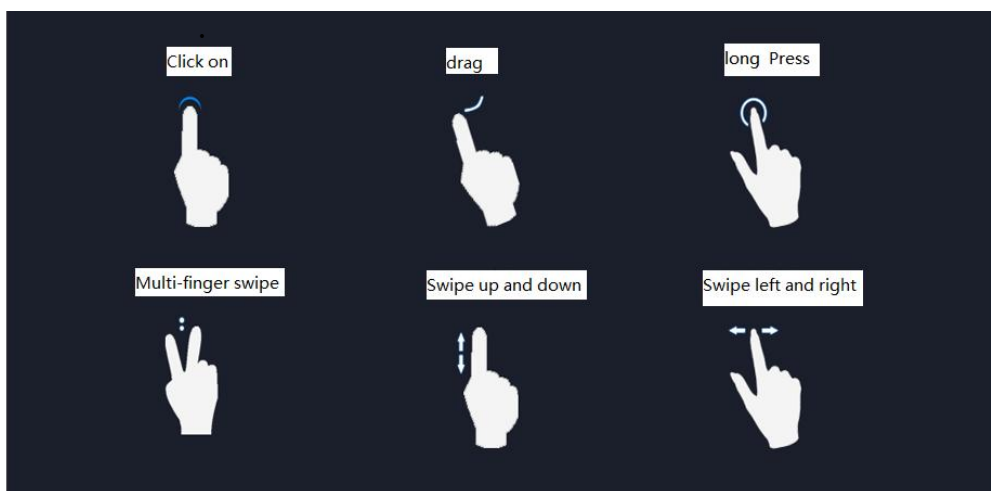 Click on
drag
long Press
Multi-finger swipe
Swipe up and down
Swipe left and right